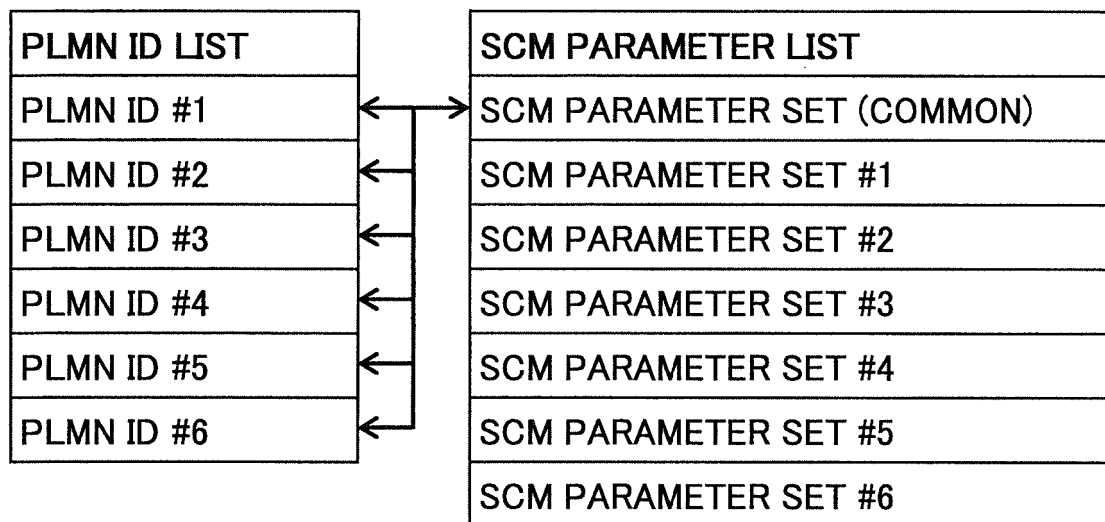 PLMN ID LIST
PLMN ID #1
PLMN ID #2
PLMN ID #3
PLMN ID #4
PLMN ID #5
PLMN ID #6
SCM PARAMETER LIST
SCM PARAMETER SET (COMMON)
SCM PARAMETER SET #1
SCM PARAMETER SET #2
SCM PARAMETER SET #3
SCM PARAMETER SET #4
SCM PARAMETER SET #5
SCM PARAMETER SET #6